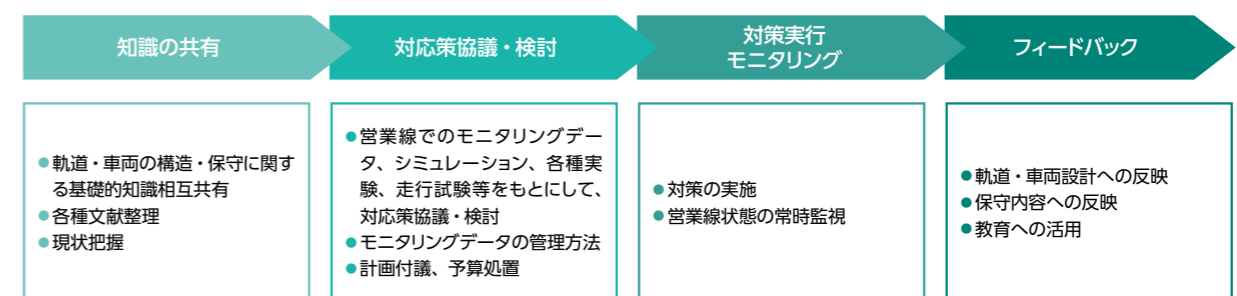 知識の共有
対応策協議・検討
対策実行
モニタリング
フィードバック
●軌道・車両の構造・保守に関す
る基礎的知識相互共有
●各種文献整理
●現状把握
●営業線でのモニタリングデー
タ、シミュレーション、各種実
験、走行試験等をもとにして、
対応策協議・検討
●モニタリングデータの管理方法
●計画付議、予算処置
●対策の実施
●営業線状態の常時監視
●軌道・車両設計への反映
●保守内容への反映
●教育への活用